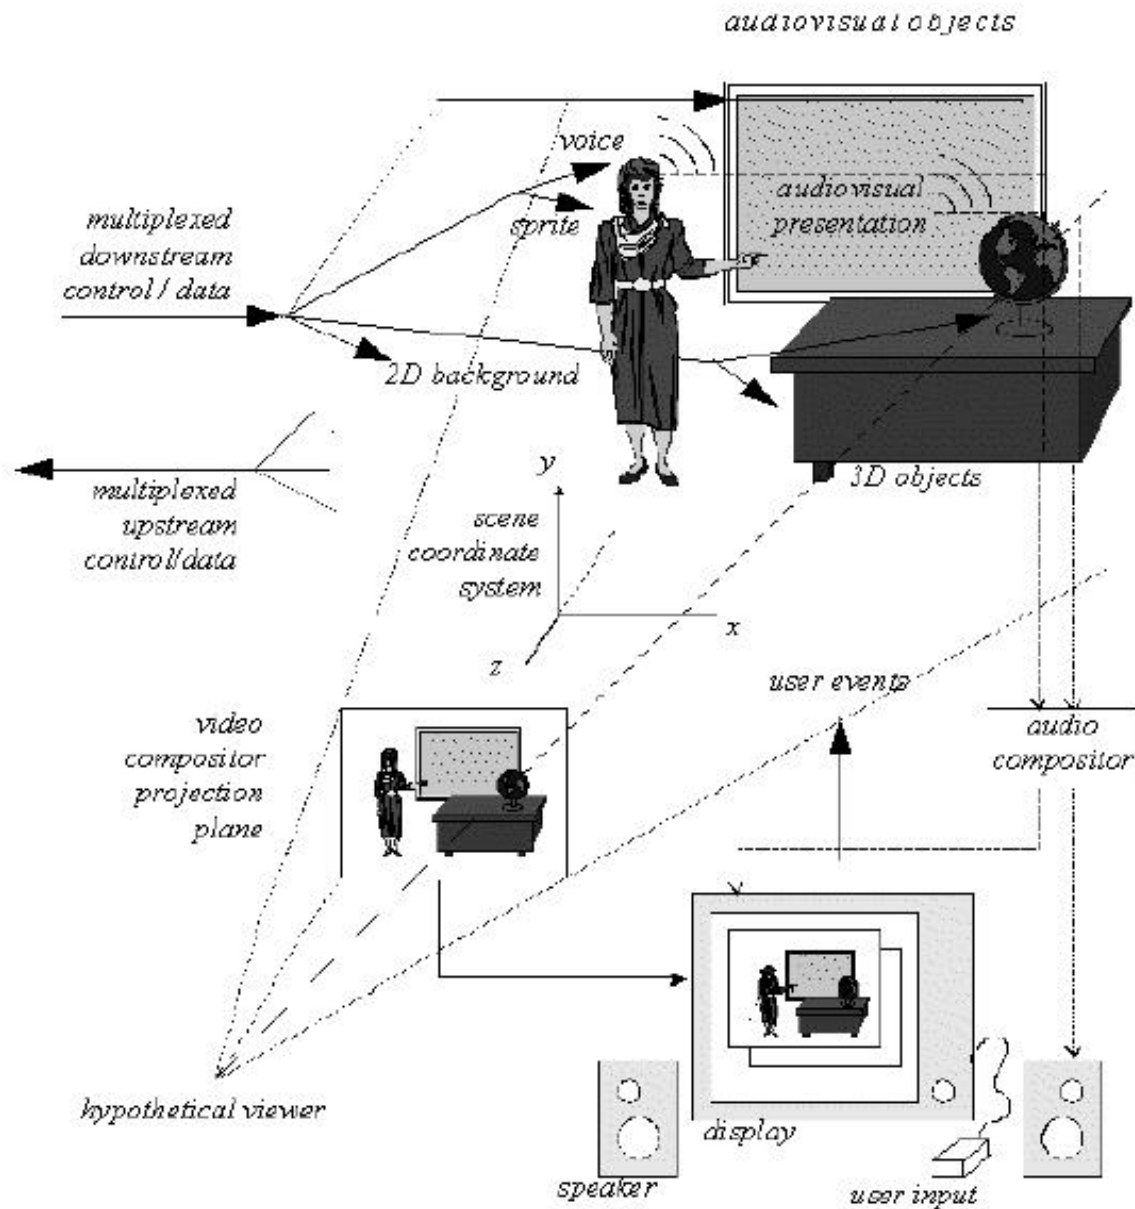 audiovisual objects
voice
sprite
audiovisual
presentation
multiplexed
downstream
control / data
2D background
3D objects
multiplexed
upstream
control/data
y
scene
coordinate
system
x
z
user events
video
compositor
projection
plane
audio
compositor
hypothetical viewer
display
speaker
user input